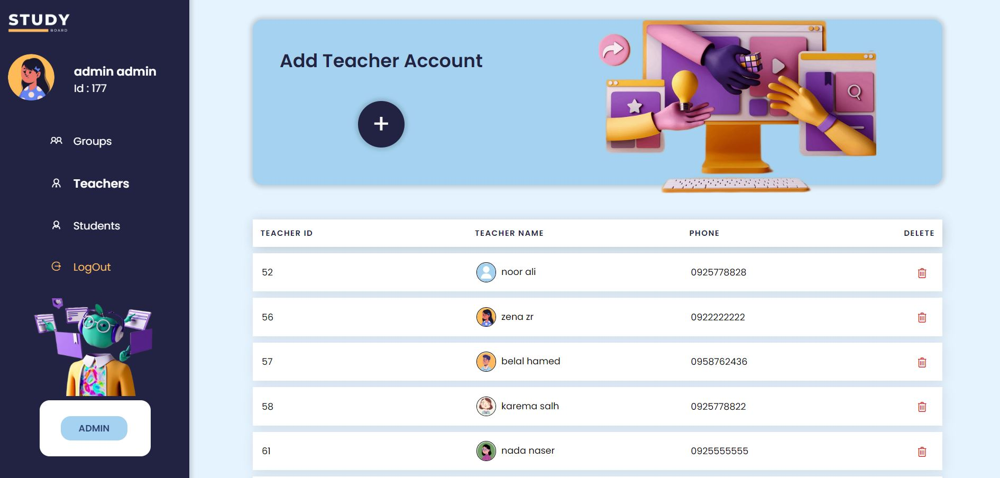 STUDY
BOARD
admin admin
Id : 177
Groups
Teachers
Students
LogOut
ADMIN
Add Teacher Account
+
TEACHER ID TEACHER NAME PHONE DELETE
52 noor ali 0925778828
56 zena zr 0922222222
57 belal hamed 0958762436
58 karema salh 0925778822
61 nada naser 0925555555